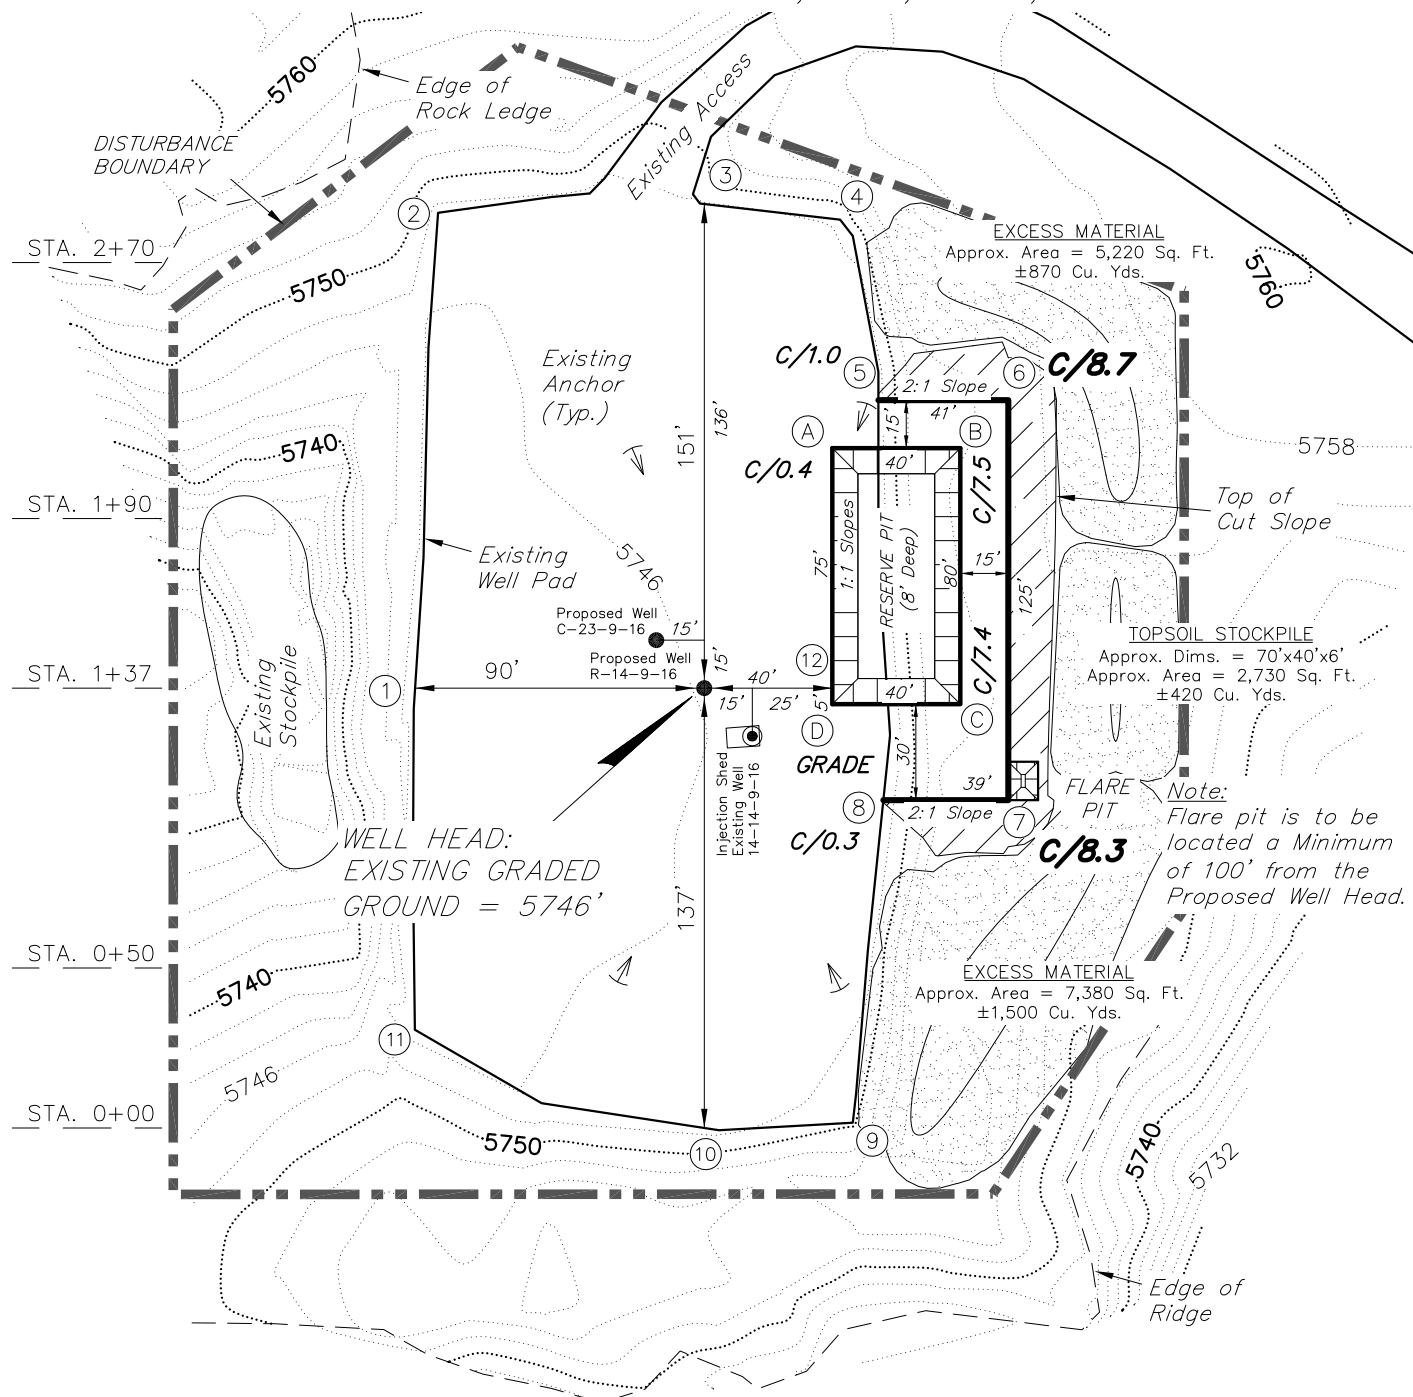 5760
Edge of
Rock Ledge
DISTURBANCE
BOUNDARY
Existing Access
2
3
4
STA. 2+70
5750
EXCESS MATERIAL
Approx. Area = 5,220 Sq. Ft.
±870 Cu. Yds.
5760
Existing
Anchor
(Typ.)
C/1.0
5
6
C/8.7
2:1 Slope
41'
15'
136'
151'
A
B
C/0.4
40'
C/7.5
5740
5758
STA. 1+90
Top of
Cut Slope
Existing
Well Pad
5746
75'
1:1 Slopes
RESERVE PIT
(8' Deep)
80'
15'
125'
Proposed Well
C-23-9-16
15'
Proposed Well
R-14-9-16
15'
12
C/7.4
TOPSOIL STOCKPILE
Approx. Dims. = 70'x40'x6'
Approx. Area = 2,730 Sq. Ft.
±420 Cu. Yds.
STA. 1+37
1
90'
40'
15'
25'
5'
40'
Existing
Stockpile
D
C
GRADE
30'
39'
Injection Shed
Existing Well
14-14-9-16
8
2:1 Slope
7
FLARE
PIT
C/0.3
C/8.3
Note:
Flare pit is to be
located a Minimum
of 100' from the
Proposed Well Head.
WELL HEAD:
EXISTING GRADED
GROUND = 5746'
137'
STA. 0+50
5740
EXCESS MATERIAL
Approx. Area = 7,380 Sq. Ft.
±1,500 Cu. Yds.
11
5746
STA. 0+00
5750
10
9
5740
5732
Edge of
Ridge